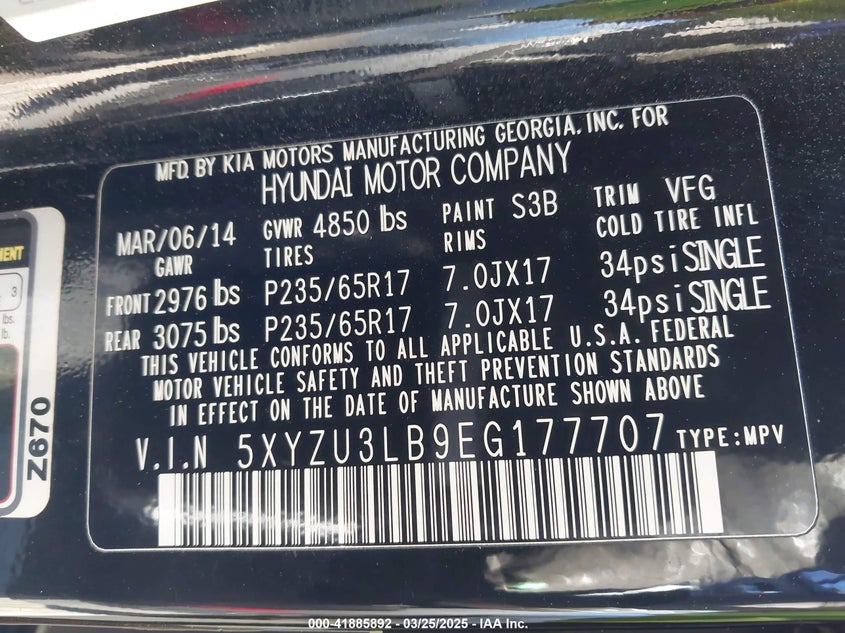 MFD. BY KIA MOTORS MANUFACTURING GEORGIA, INC. FOR
HYUNDAI MOTOR COMPANY
MAR/06/14 GVWR 4850 lbs PAINT S3B TRIM VFG
GAWR TIRES RIMS COLD TIRE INFL
FRONT 2976 lbs P235/65R17 7.0JX17 34psi SINGLE
REAR 3075 lbs P235/65R17 7.0JX17 34psi SINGLE
THIS VEHICLE CONFORMS TO ALL APPLICABLE U.S.A. FEDERAL
MOTOR VEHICLE SAFETY AND THEFT PREVENTION STANDARDS
IN EFFECT ON THE DATE OF MANUFACTURE SHOWN ABOVE
V.I.N 5XYZU3LB9EG177707 TYPE:MPV
3
lbs.
lb.
Z670
000-41885892 - 03/25/2025 - IAA Inc.